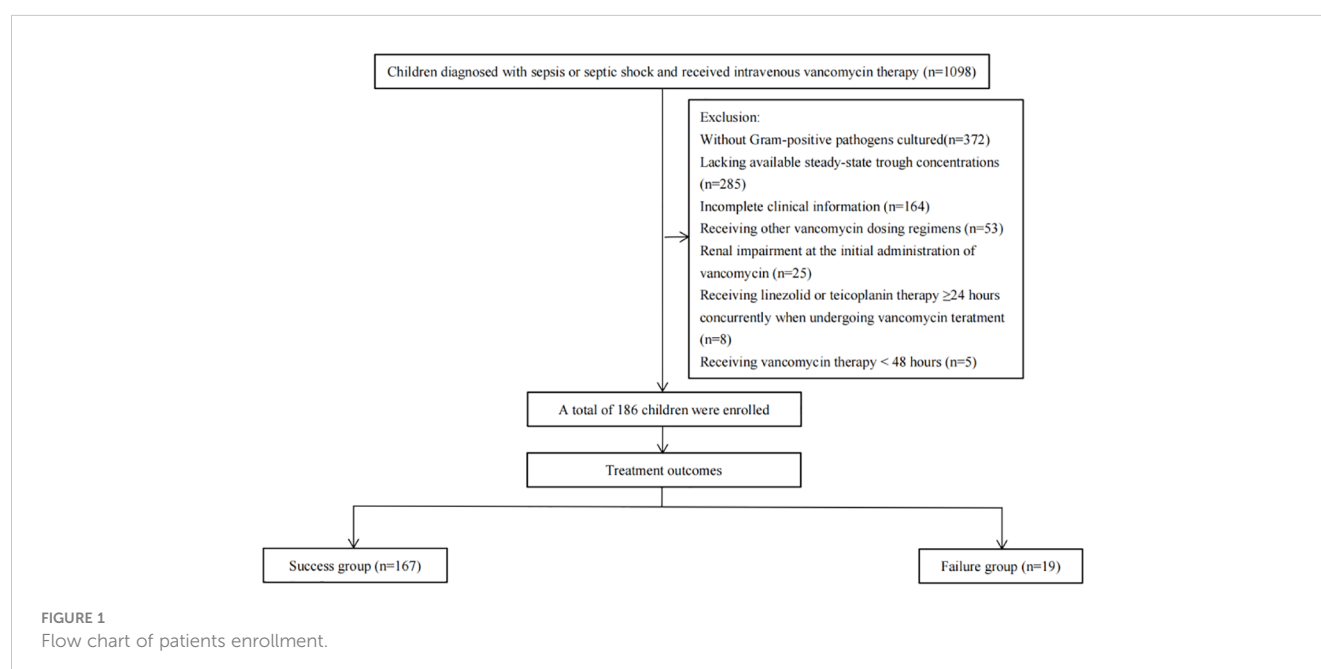 Children diagnosed with sepsis or septic shock and received intravenous vancomycin therapy (n=1098)
Exclusion:
Without Gram-positive pathogens cultured(n=372)
Lacking available steady-state trough concentrations
(n=285)
Incomplete clinical information (n=164)
Receiving other vancomycin dosing regimens (n=53)
Renal impairment at the initial administration of
vancomycin (n=25)
Receiving linezolid or teicoplanin therapy ≥24 hours
concurrently when undergoing vancomycin teratment
(n=8)
Receiving vancomycin therapy < 48 hours (n=5)
A total of 186 children were enrolled
Treatment outcomes
Success group (n=167)
Failure group (n=19)
FIGURE 1
Flow chart of patients enrollment.